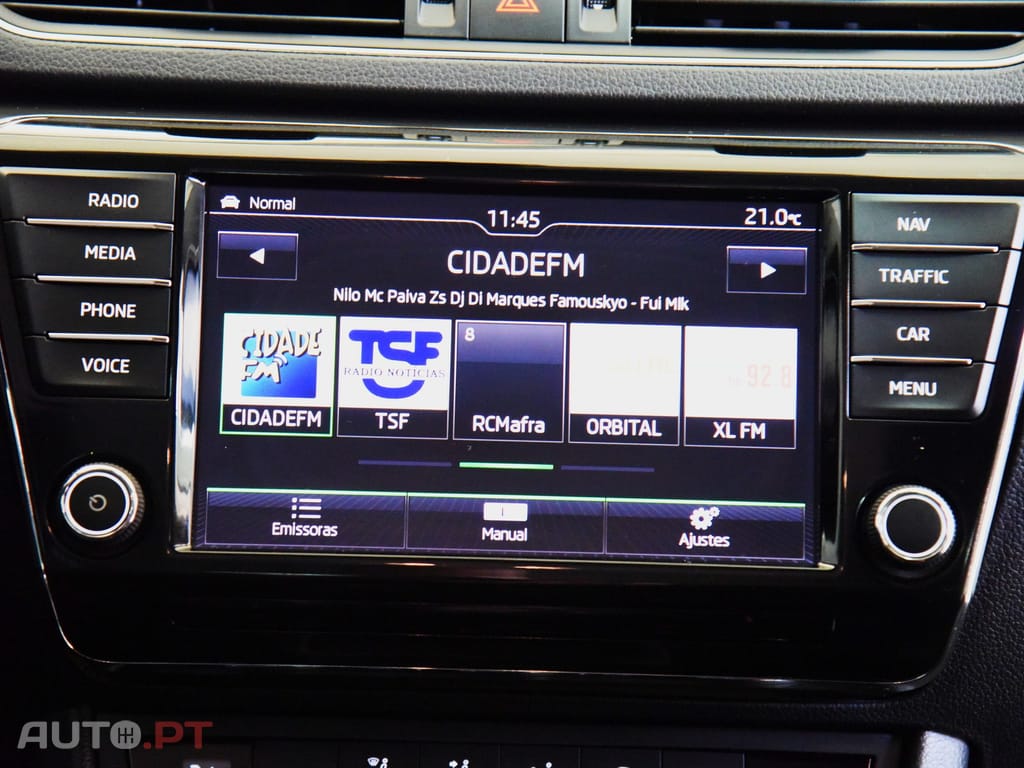 RADIO
MEDIA
PHONE
VOICE
Normal
11:45
21.0°C
CIDADEFM
Nilo Mc Paiva Zs Dj Di Marques Famouskyo - Fui Mlk
CIDADE
FM
CIDADEFM
TSF
RADIO NOTICIAS
TSF
8
RCMafra
ORBITAL
92.8
XL FM
Emissoras
Manual
Ajustes
NAV
TRAFFIC
CAR
MENU
AUTO.PT